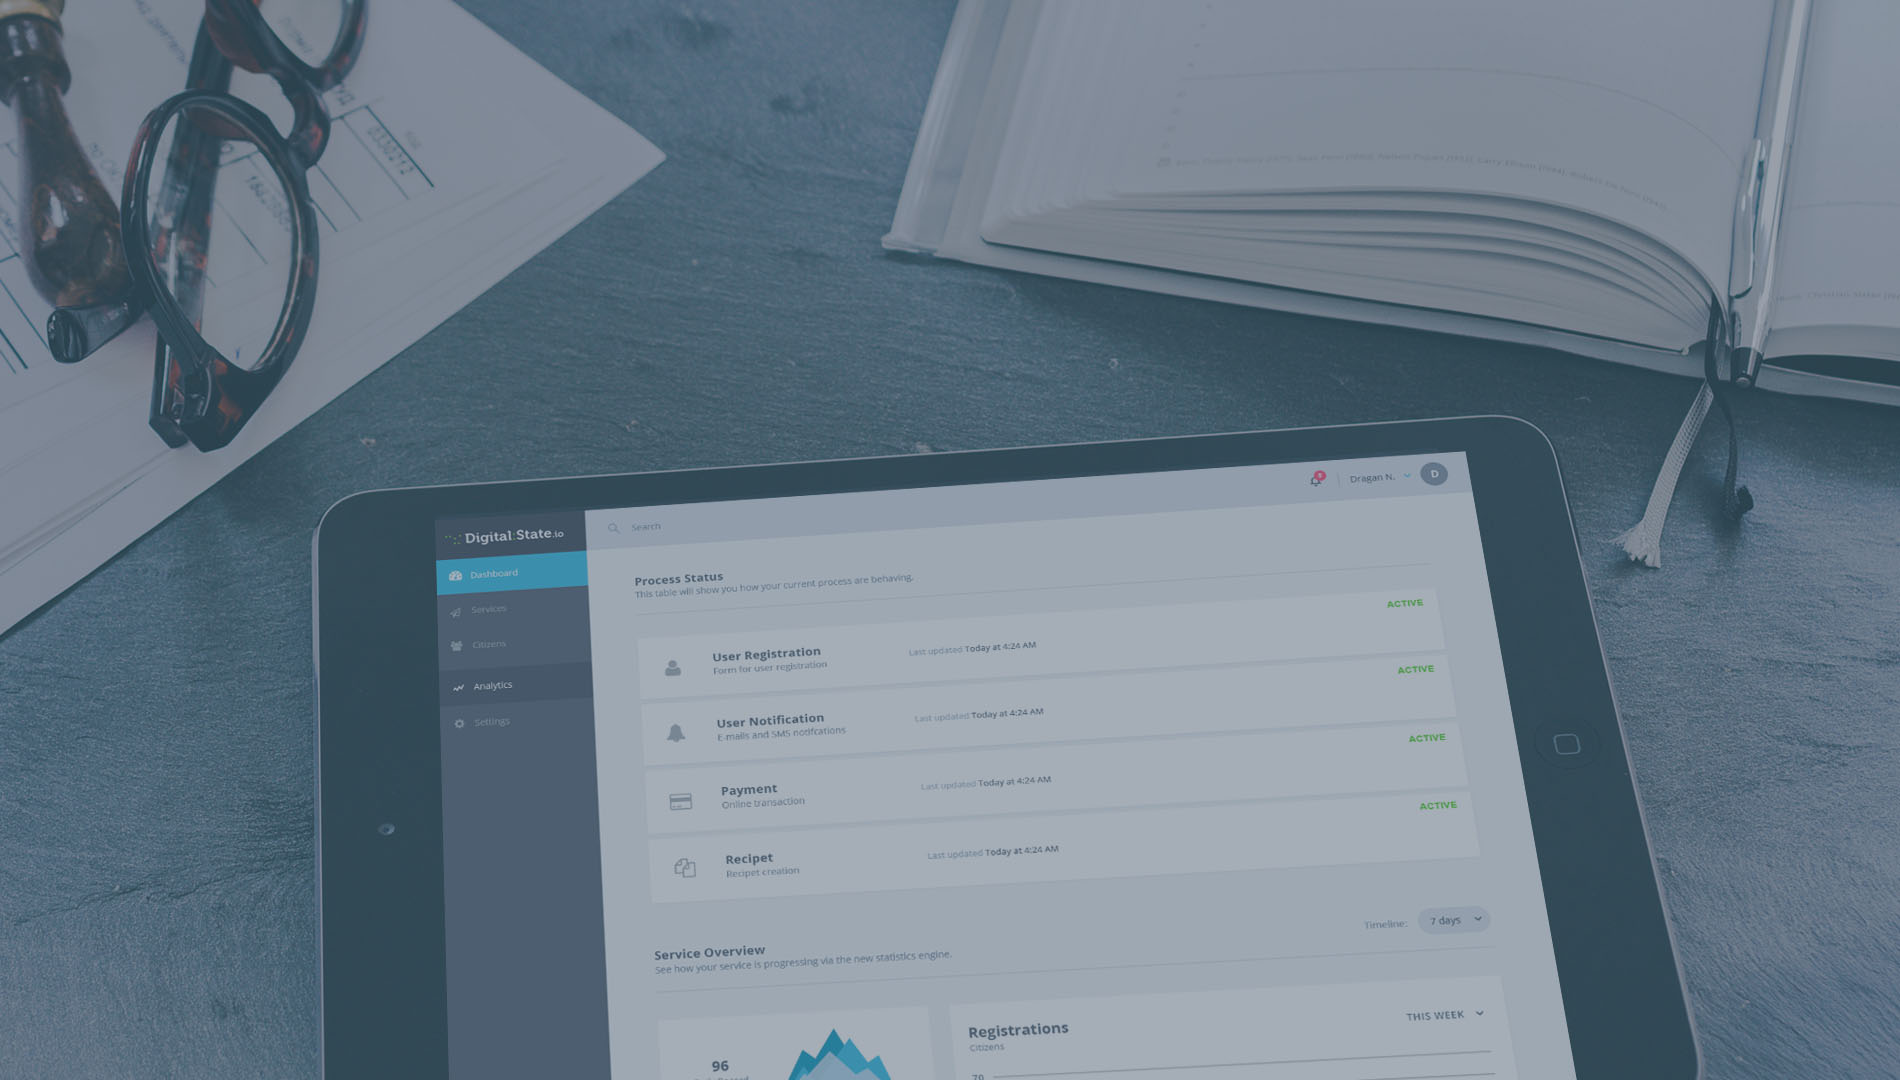 0330212
Digital:State.io
Search
Dragan N.
D
Dashboard
Services
Citizens
Analytics
Settings
Process Status
This table will show you how your current process are behaving.
User Registration
Form for user registration
Last updated Today at 4:24 AM
ACTIVE
User Notification
E-mails and SMS notifcations
Last updated Today at 4:24 AM
ACTIVE
Payment
Online transaction
Last updated Today at 4:24 AM
ACTIVE
Recipet
Recipet creation
Last updated Today at 4:24 AM
ACTIVE
Timeline: 7 days
Service Overview
See how your service is progressing via the new statistics engine.
96
Registrations
Citizens
THIS WEEK
70